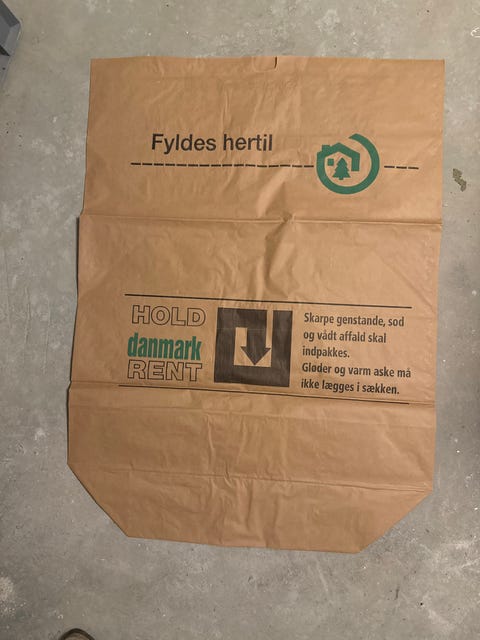 Fyldes hertil
HOLD
danmark
RENT
Skarpe genstande, sod
og vådt affald skal
indpakkes.
Gløder og varm aske må
ikke lægges i sækken.